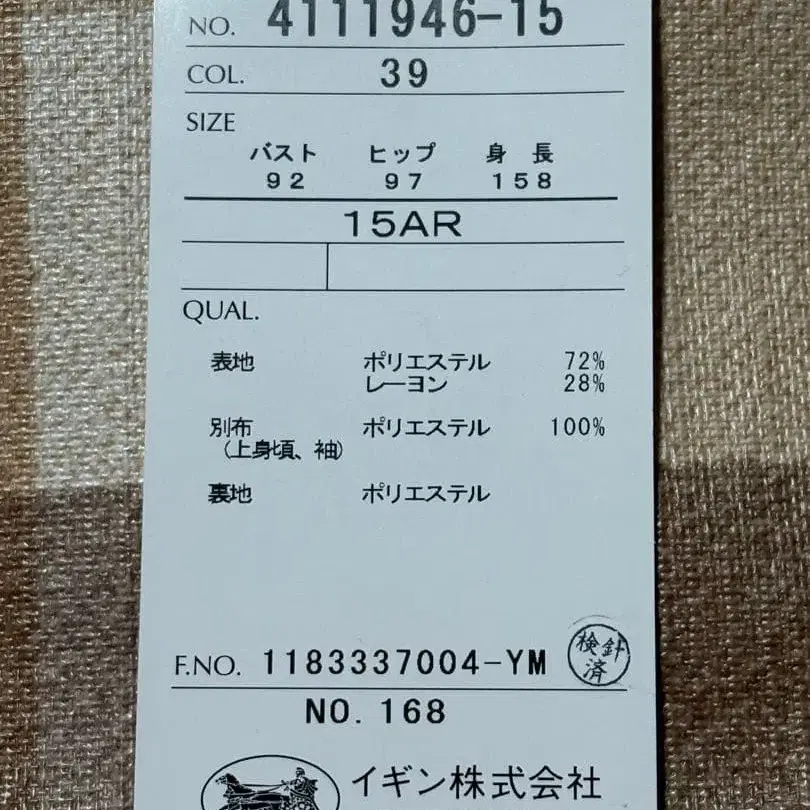 NO. 4111946-15
COL. 39
SIZE
バスト ヒップ 身長
92 97 158
15AR
QUAL.
表地 ポリエステル 72%
レーヨン 28%
別布 ポリエステル 100%
(上身頃、袖)
裏地 ポリエステル
F.NO. 1183337004-YM 検針済
NO.168
イギン株式会社